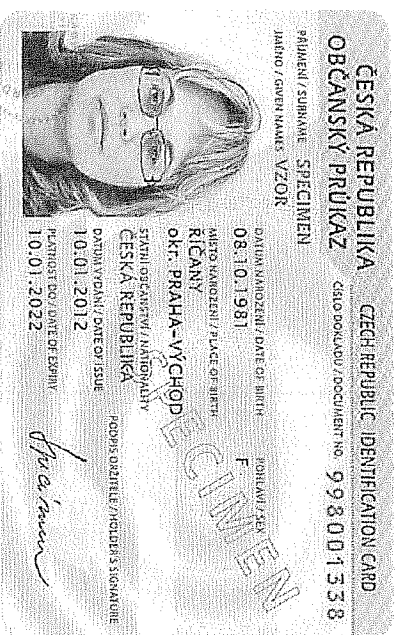 ČESKÁ REPUBLIKA CZECH REPUBLIC IDENTIFICATION CARD
OBČANSKÝ PRŮKAZ ČÍSLO DOKLADU / DOCUMENT NO. 998001338
PŘÍJMENÍ / SURNAME SPECIMEN
JMÉNO / GIVEN NAMES VZOR
DATUM NAROZENÍ / DATE OF BIRTH
08.10.1981
POHLAVÍ / SEX
F
MÍSTO NAROZENÍ / PLACE OF BIRTH
ŘÍČANY
okr. PRAHA-VÝCHOD
STÁTNÍ OBČANSTVÍ / NATIONALITY
ČESKÁ REPUBLIKA
DATUM VYDÁNÍ / DATE OF ISSUE
10.01.2012
PLATNOST DO / DATE OF EXPIRY
10.01.2022
PODPIS DRŽITELE / HOLDER'S SIGNATURE
Specimen
SPECIMEN